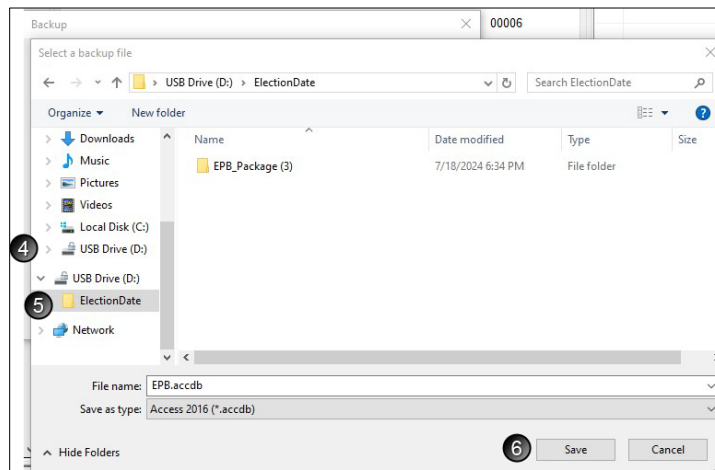 Backup
00006
Select a backup file
USB Drive (D:) > ElectionDate
Search ElectionDate
Organize
New folder
Name
Date modified
Type
Size
Downloads
EPB_Package (3)
7/18/2024 6:34 PM
File folder
Music
Pictures
Videos
Local Disk (C:)
4
USB Drive (D:)
USB Drive (D:)
5
ElectionDate
Network
File name: EPB.accdb
Save as type: Access 2016 (*.accdb)
Hide Folders
6
Save
Cancel